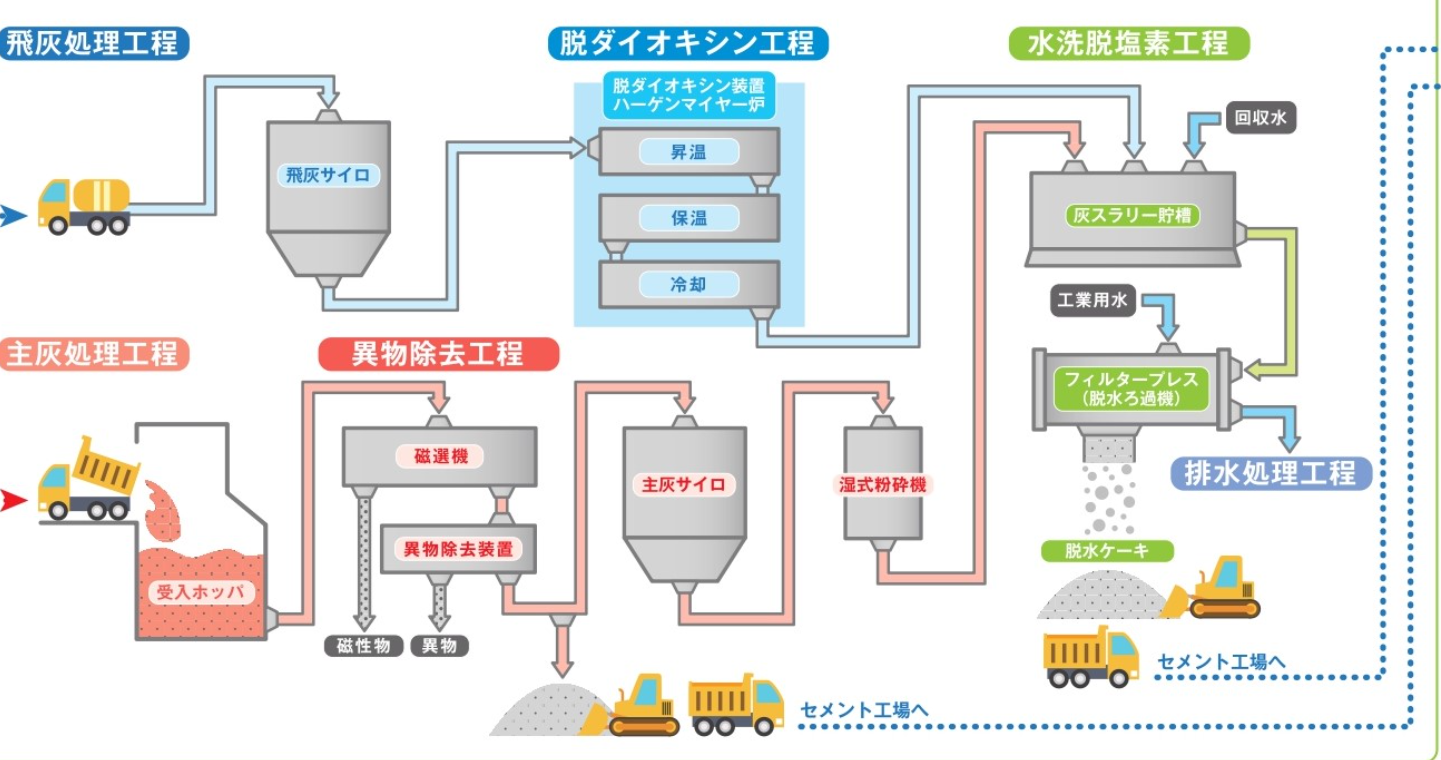 飛灰処理工程
飛灰サイロ
脱ダイオキシン工程
脱ダイオキシン装置
ハーゲンマイヤー炉
昇温
保温
冷却
水洗脱塩素工程
回収水
灰スラリー貯槽
工業用水
フィルタープレス
(脱水ろ過機)
排水処理工程
脱水ケーキ
セメント工場へ
主灰処理工程
受入ホッパ
異物除去工程
磁選機
異物除去装置
磁性物
異物
主灰サイロ
湿式粉砕機
セメント工場へ